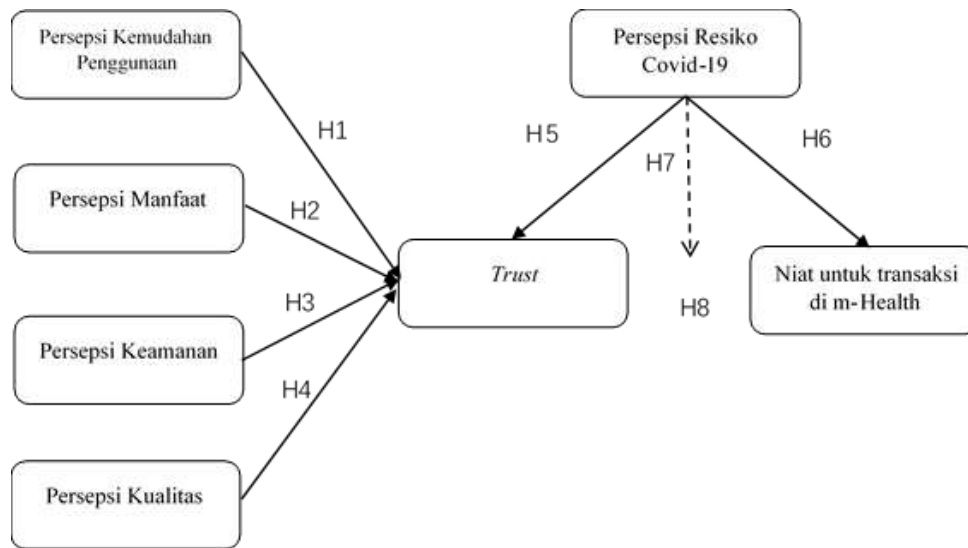 Persepsi Kemudahan
Penggunaan
Persepsi Resiko
Covid-19
H1
H5
H6
H7
Persepsi Manfaat
H2
Trust
Niat untuk transaksi
di m-Health
H3
H8
Persepsi Keamanan
H4
Persepsi Kualitas